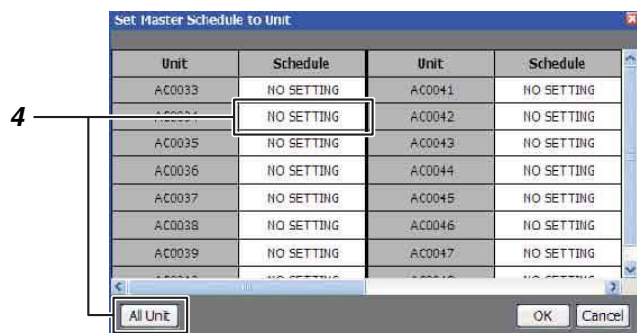 Set Master Schedule to Unit
Unit Schedule Unit Schedule
AC0033 NO SETTING AC0041 NO SETTING
4 NO SETTING AC0042 NO SETTING
AC0035 NO SETTING AC0043 NO SETTING
AC0036 NO SETTING AC0044 NO SETTING
AC0037 NO SETTING AC0045 NO SETTING
AC0038 NO SETTING AC0046 NO SETTING
AC0039 NO SETTING AC0047 NO SETTING
All Unit OK Cancel